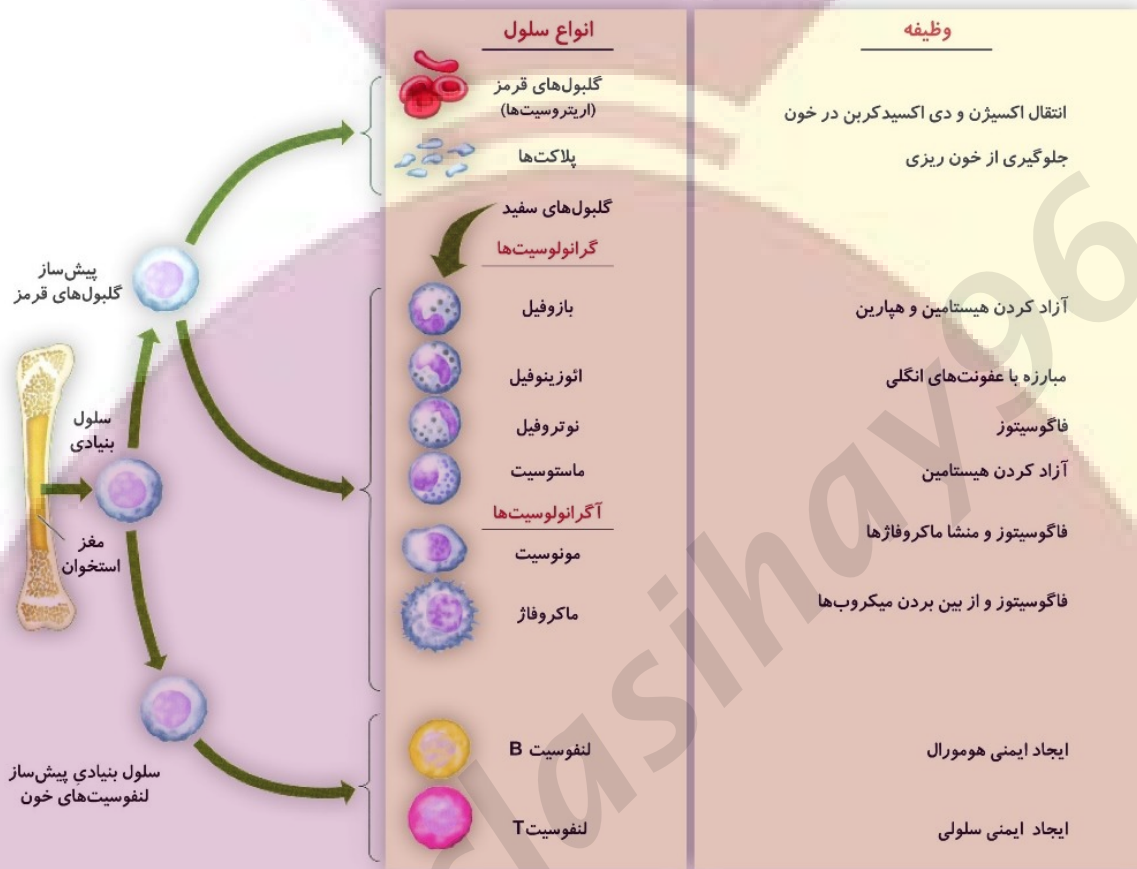 انواع سلول
وظیفه
گلبول‌های قرمز
(اریتروسیت‌ها)
انتقال اکسیژن و دی اکسیدکربن در خون
پلاکت‌ها
جلوگیری از خون ریزی
گلبول‌های سفید
گرانولوسیت‌ها
بازوفیل
آزاد کردن هیستامین و هپارین
ائوزینوفیل
مبارزه با عفونت‌های انگلی
نوتروفیل
فاگوسیتوز
ماستوسیت
آزاد کردن هیستامین
آگرانولوسیت‌ها
مونوسیت
فاگوسیتوز و منشا ماکروفاژها
ماکروفاژ
فاگوسیتوز و از بین بردن میکروب‌ها
لنفوسیت B
ایجاد ایمنی هومورال
لنفوسیت T
ایجاد ایمنی سلولی
پیش‌ساز
گلبول‌های قرمز
سلول
بنیادی
مغز
استخوان
سلول بنیادی پیش‌ساز
لنفوسیت‌های خون